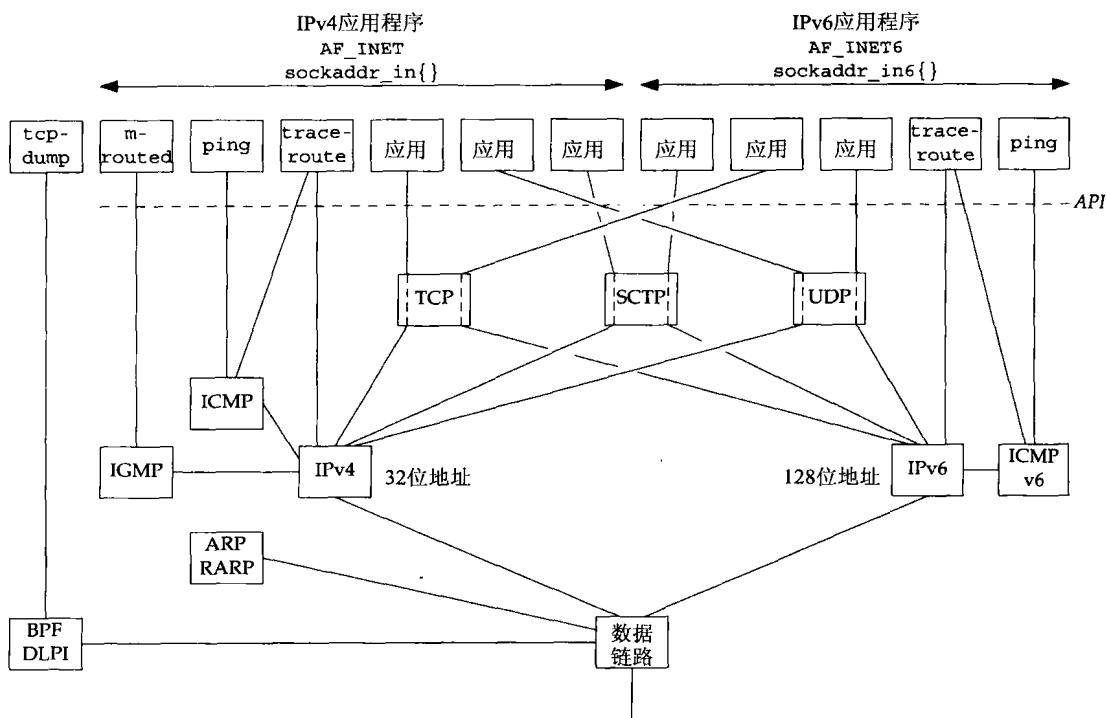 IPv4应用程序
AF_INET
sockaddr_in{}
IPv6应用程序
AF_INET6
sockaddr_in6{}
tcp-
dump
m-
routed
ping
trace-
route
应用
应用
应用
应用
应用
应用
trace-
route
ping
API
TCP
SCTP
UDP
ICMP
IGMP
IPv4
32位地址
128位地址
IPv6
ICMP
v6
ARP
RARP
BPF
DLPI
数据
链路